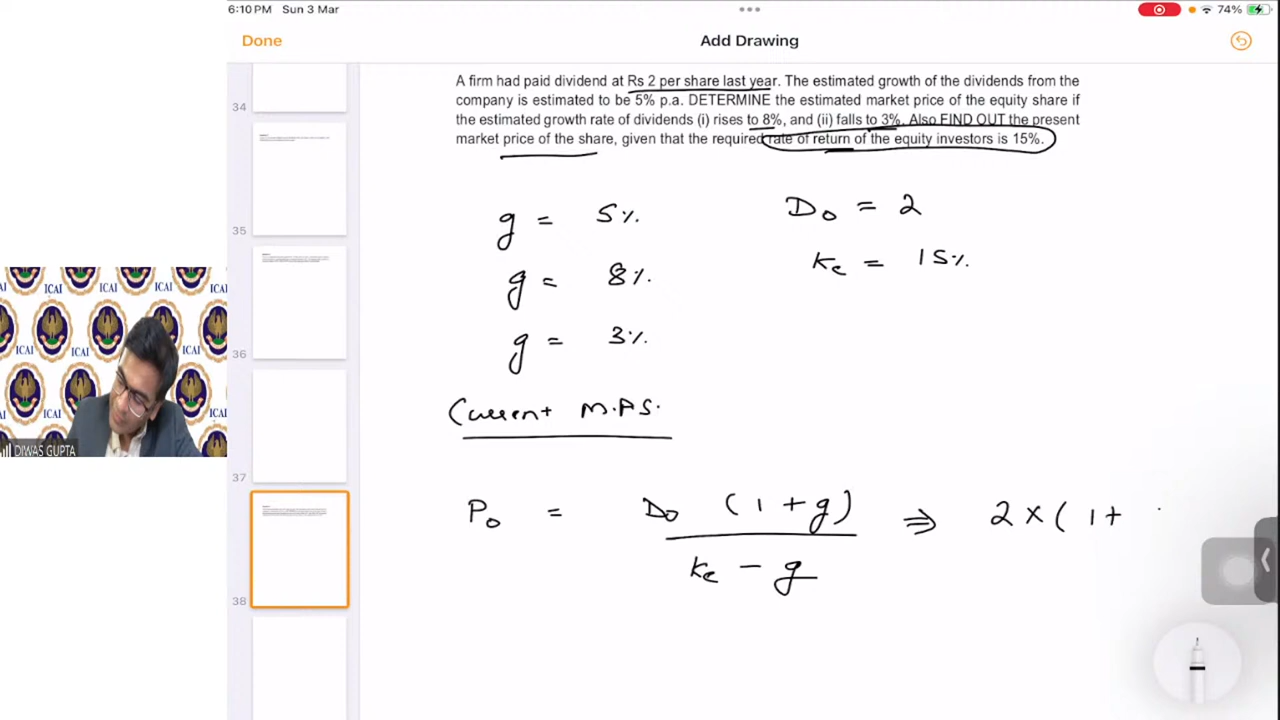 6:10 PM Sun 3 Mar
74%
Done
Add Drawing
A firm had paid dividend at Rs 2 per share last year. The estimated growth of the dividends from the
company is estimated to be 5% p.a. DETERMINE the estimated market price of the equity share if
the estimated growth rate of dividends (i) rises to 8%, and (ii) falls to 3%. Also FIND OUT the present
market price of the share, given that the required rate of return of the equity investors is 15%.
34
35
36
37
38
g = 5%
D0 = 2
g = 8%
Ke = 15%
g = 3%
Current M.P.S.
P0 = D0 (1 + g) ⇒ 2 × ( 1 +
Ke − g
ICAI ICAI ICAI
ICAI ICAI
ICAI
DIWAS GUPTA